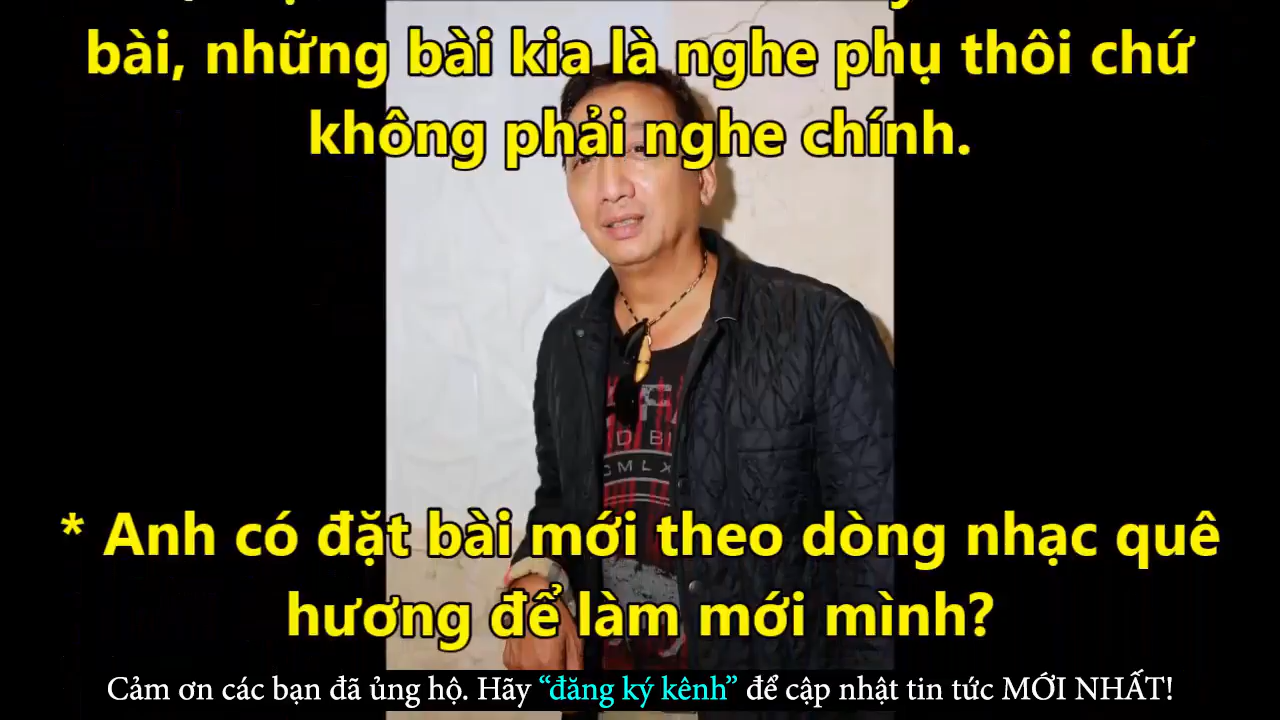 bài, những bài kia là nghe phụ thôi chứ
không phải nghe chính.
CMLX
* Anh có đặt bài mới theo dòng nhạc quê
hương để làm mới mình?
Cảm ơn các bạn đã ủng hộ. Hãy “đăng ký kênh” để cập nhật tin tức MỚI NHẤT!